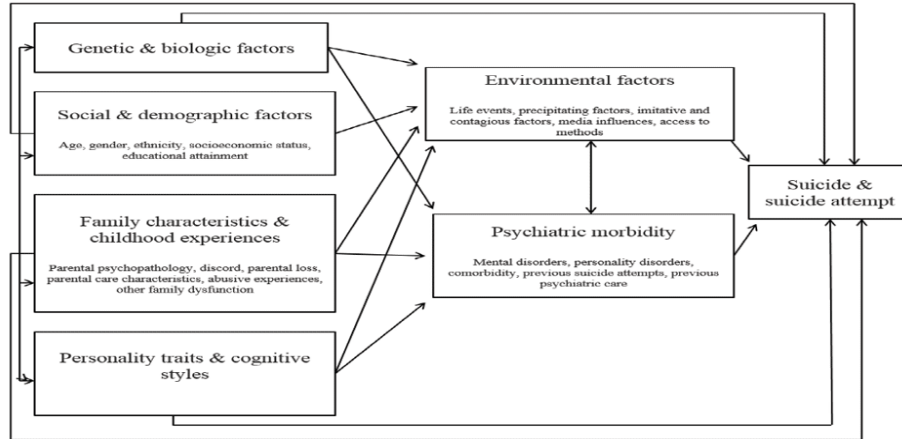 Genetic & biologic factors
Social & demographic factors
Age, gender, ethnicity, socioeconomic status,
educational attainment
Family characteristics &
childhood experiences
Parental psychopathology, discord, parental loss,
parental care characteristics, abusive experiences,
other family dysfunction
Personality traits & cognitive
styles
Environmental factors
Life events, precipitating factors, imitative and
contagious factors, media influences, access to
methods
Psychiatric morbidity
Mental disorders, personality disorders,
comorbidity, previous suicide attempts, previous
psychiatric care
Suicide &
suicide attempt